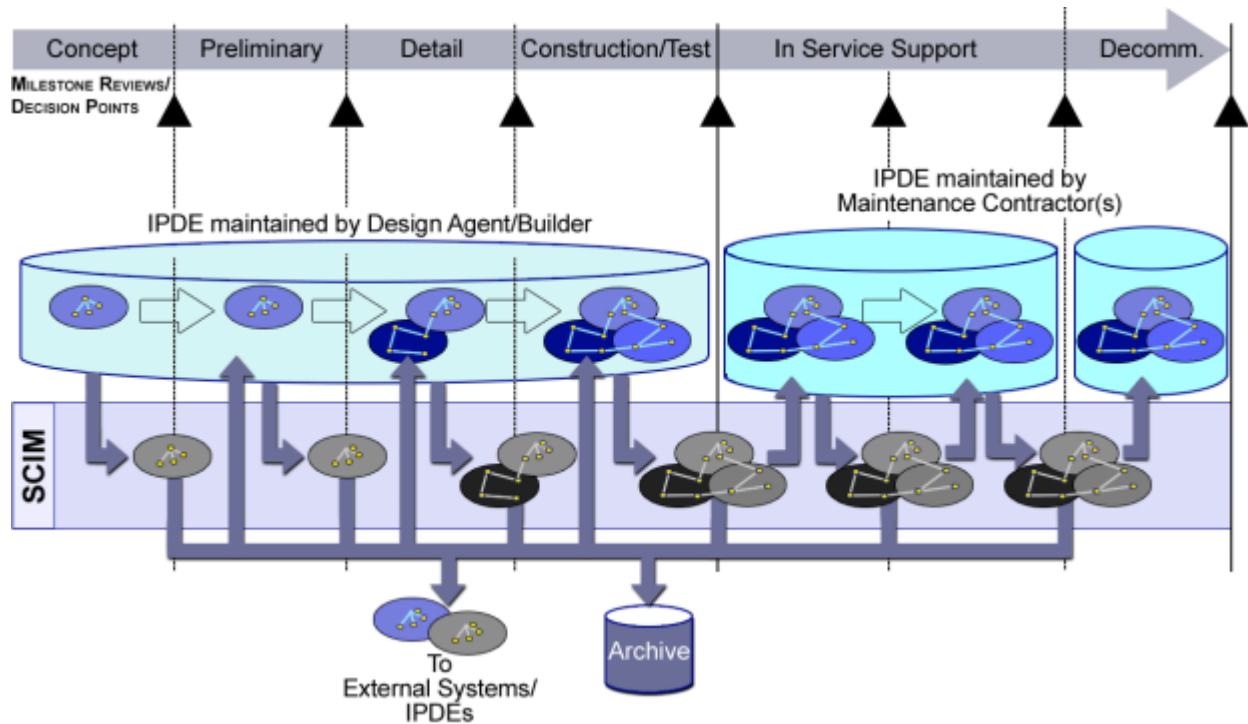 Concept Preliminary Detail Construction/Test In Service Support Decomm.
MILESTONE REVIEWS/
DECISION POINTS
IPDE maintained by Design Agent/Builder
IPDE maintained by
Maintenance Contractor(s)
SCIM
To
External Systems/
IPDEs
Archive